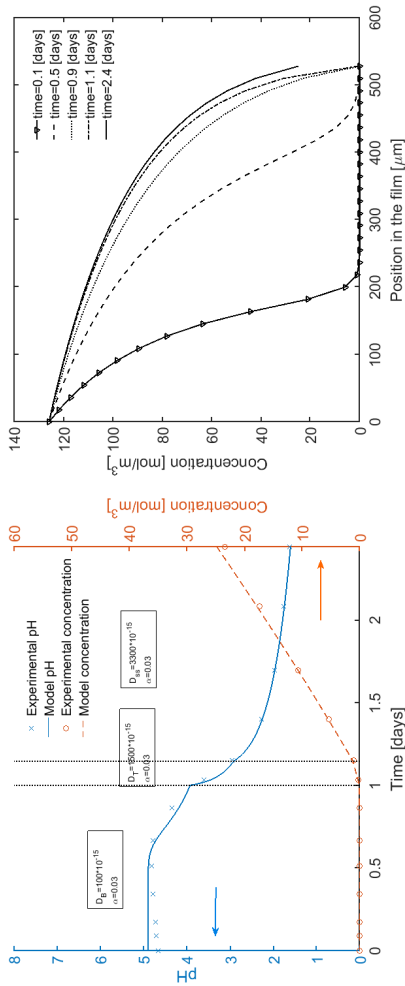 8
7
6
5
4
3
2
1
0
pH
0
0.5
1
1.5
2
Time [days]
60
50
40
30
20
10
0
Concentration [mol/m³]
D_B=100*10^-15
α=0.03
D_T=1500*10^-15
α=0.03
D_ss=3300*10^-15
α=0.03
Experimental pH
Model pH
Experimental concentration
Model concentration
140
120
100
80
60
40
20
0
Concentration [mol/m³]
0
100
200
300
400
500
600
Position in the film [μm]
time=0.1 [days]
time=0.5 [days]
time=0.9 [days]
time=1.1 [days]
time=2.4 [days]